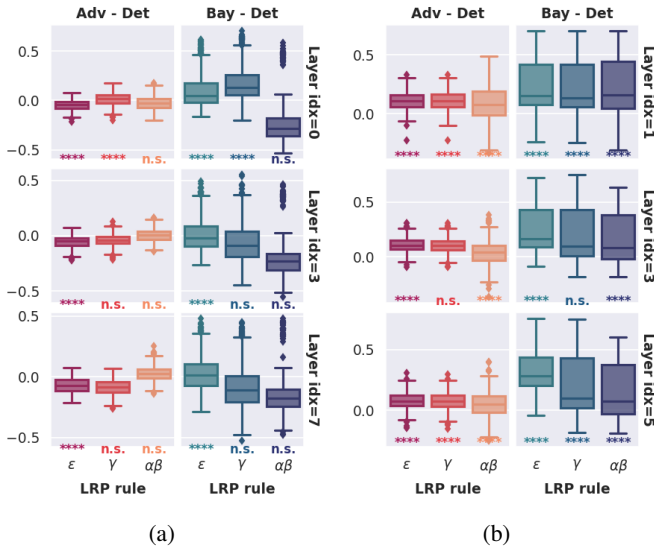 Adv - Det Bay - Det
0.5
0.0
−0.5
**** **** n.s. **** **** n.s.
Layer idx=0
0.5
0.0
−0.5
**** n.s. n.s. **** n.s. n.s.
Layer idx=3
0.5
0.0
−0.5
**** n.s. n.s. **** n.s. n.s.
Layer idx=7
ε γ αβ ε γ αβ
LRP rule LRP rule
(a)
Adv - Det Bay - Det
0.5
0.0
**** **** **** **** **** ****
Layer idx=1
0.5
0.0
**** n.s. **** **** n.s. ****
Layer idx=3
0.5
0.0
**** **** **** **** **** ****
Layer idx=5
ε γ αβ ε γ αβ
LRP rule LRP rule
(b)